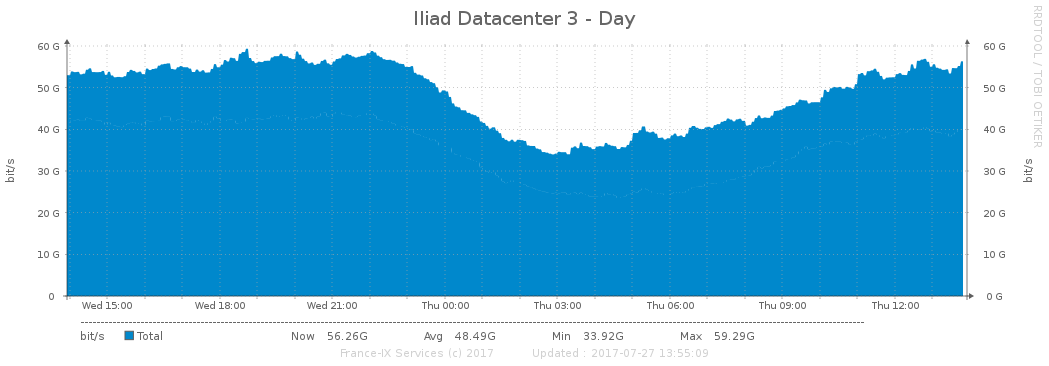 Iliad Datacenter 3 - Day
RRDTOOL / TOBI OETIKER
bit/s
60 G
50 G
40 G
30 G
20 G
10 G
0
60 G
50 G
40 G
30 G
20 G
10 G
0 G
bit/s
Wed 15:00 Wed 18:00 Wed 21:00 Thu 00:00 Thu 03:00 Thu 06:00 Thu 09:00 Thu 12:00
bit/s Total Now 56.26G Avg 48.49G Min 33.92G Max 59.29G
France-IX Services (c) 2017 Updated : 2017-07-27 13:55:09